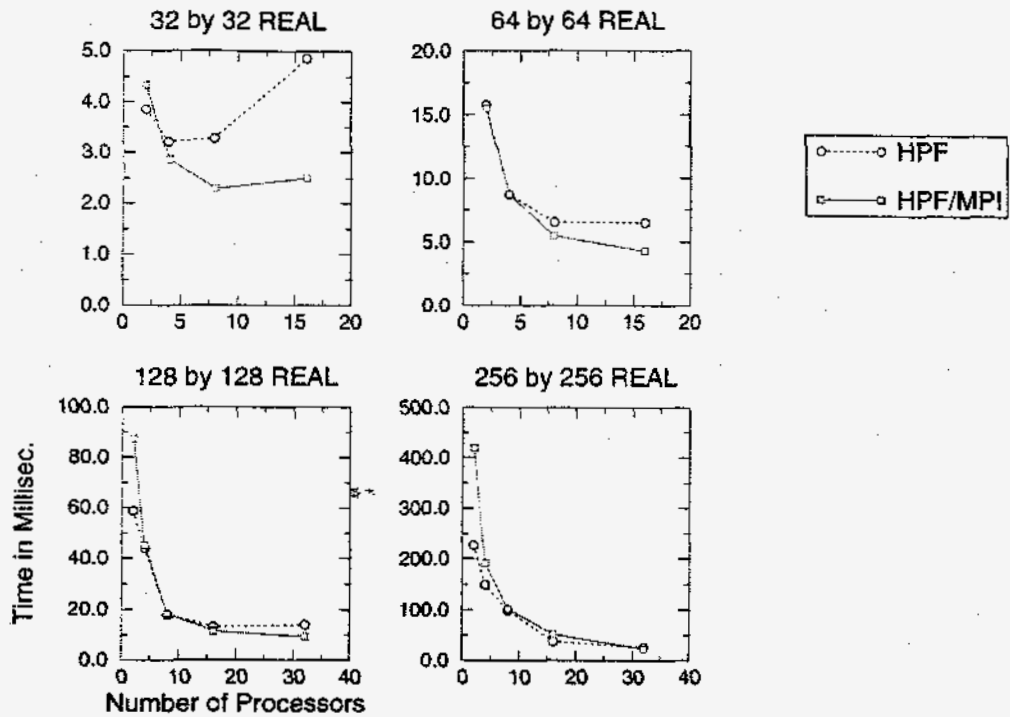 32 by 32 REAL
5.0
4.0
3.0
2.0
1.0
0.0
0 5 10 15 20
64 by 64 REAL
20.0
15.0
10.0
5.0
0.0
0 5 10 15 20
HPF
HPF/MPI
128 by 128 REAL
100.0
80.0
60.0
40.0
20.0
0.0
0 10 20 30 40
256 by 256 REAL
500.0
400.0
300.0
200.0
100.0
0.0
0 10 20 30 40
Time in Millisec.
Number of Processors